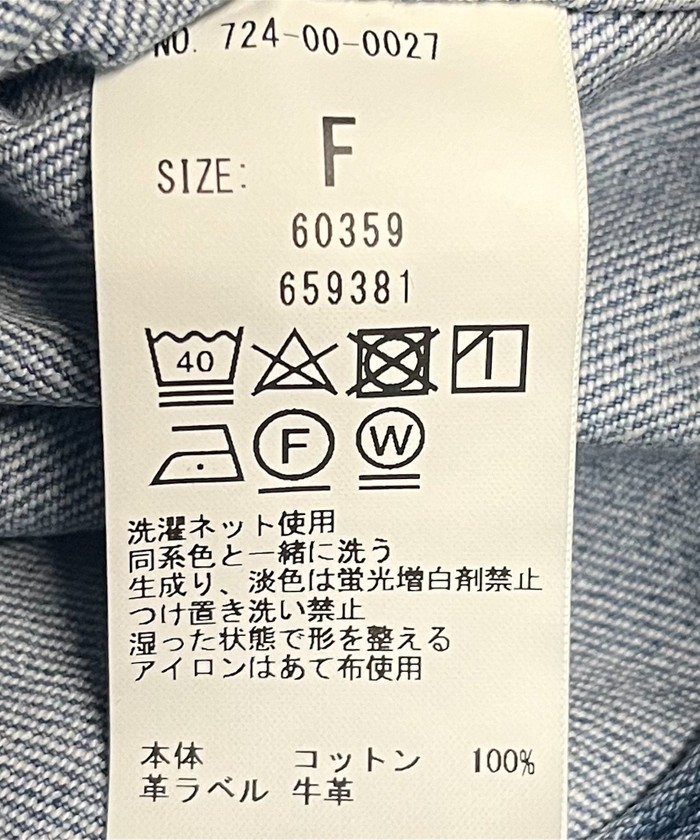 NO. 724-00-0027
SIZE: F
60359
659381
40
F W
洗濯ネット使用
同系色と一緒に洗う
生成り、淡色は蛍光増白剤禁止
つけ置き洗い禁止
湿った状態で形を整える
アイロンはあて布使用
本体 コットン 100%
革ラベル 牛革